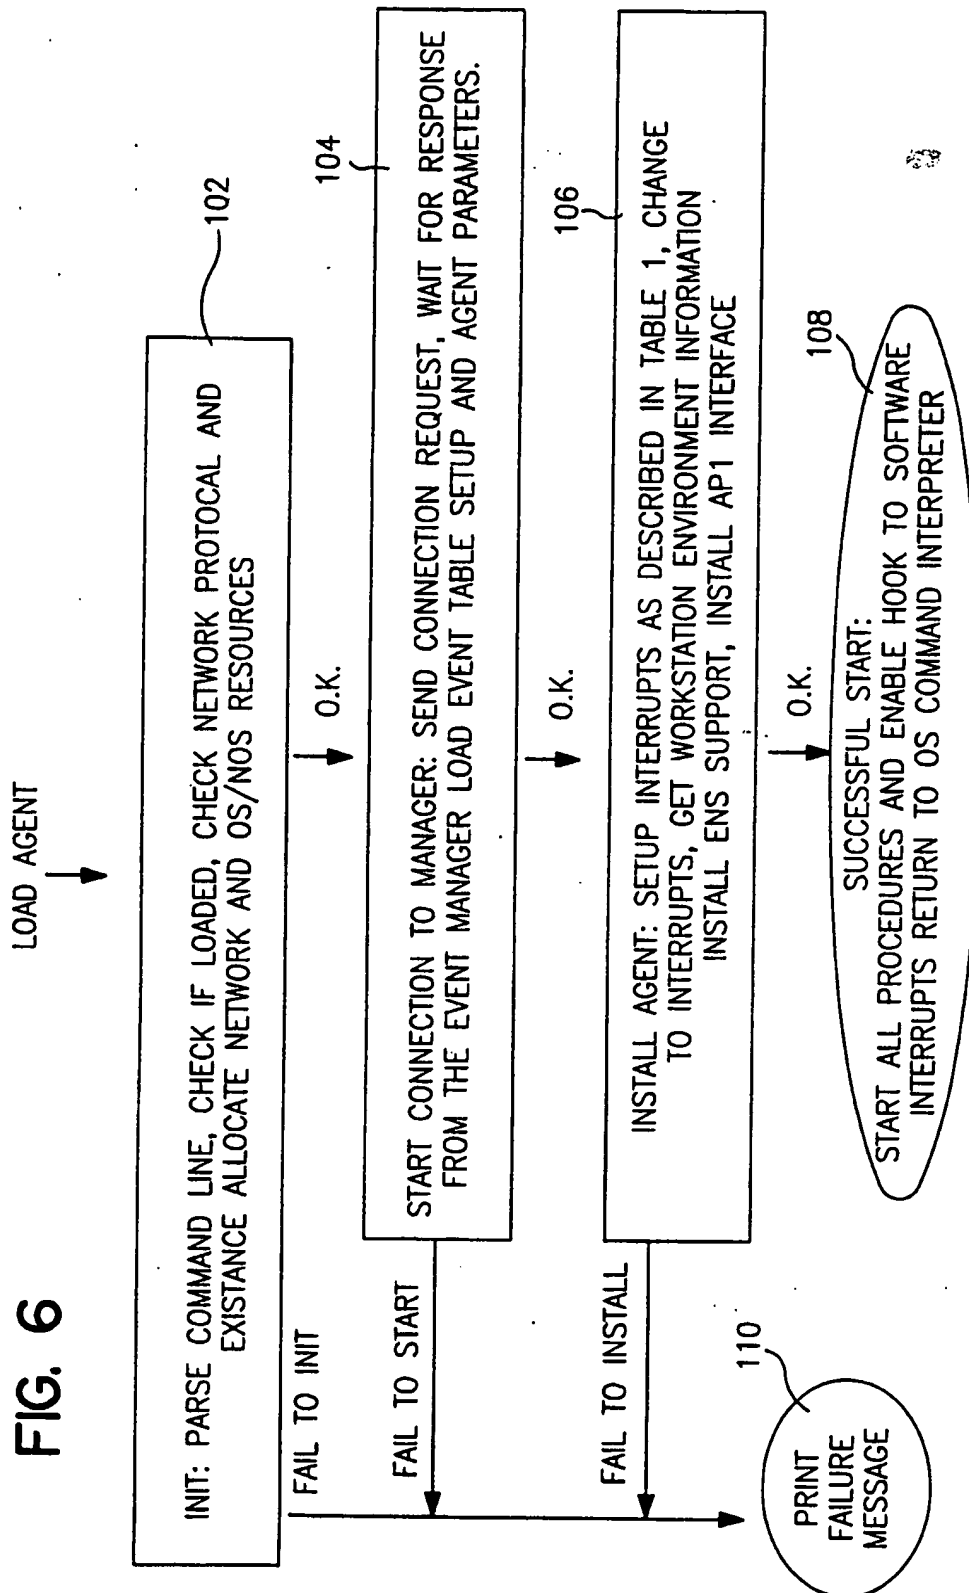 FIG. 6
LOAD AGENT
102
INIT: PARSE COMMAND LINE, CHECK IF LOADED, CHECK NETWORK PROTOCAL AND
EXISTANCE ALLOCATE NETWORK AND OS/NOS RESOURCES
FAIL TO INIT
O.K.
104
START CONNECTION TO MANAGER: SEND CONNECTION REQUEST, WAIT FOR RESPONSE
FROM THE EVENT MANAGER LOAD EVENT TABLE SETUP AND AGENT PARAMETERS.
FAIL TO START
O.K.
106
INSTALL AGENT: SETUP INTERRUPTS AS DESCRIBED IN TABLE 1, CHANGE
TO INTERRUPTS, GET WORKSTATION ENVIRONMENT INFORMATION
INSTALL ENS SUPPORT, INSTALL AP1 INTERFACE
FAIL TO INSTALL
O.K.
110
PRINT
FAILURE
MESSAGE
108
SUCCESSFUL START:
START ALL PROCEDURES AND ENABLE HOOK TO SOFTWARE
INTERRUPTS RETURN TO OS COMMAND INTERPRETER